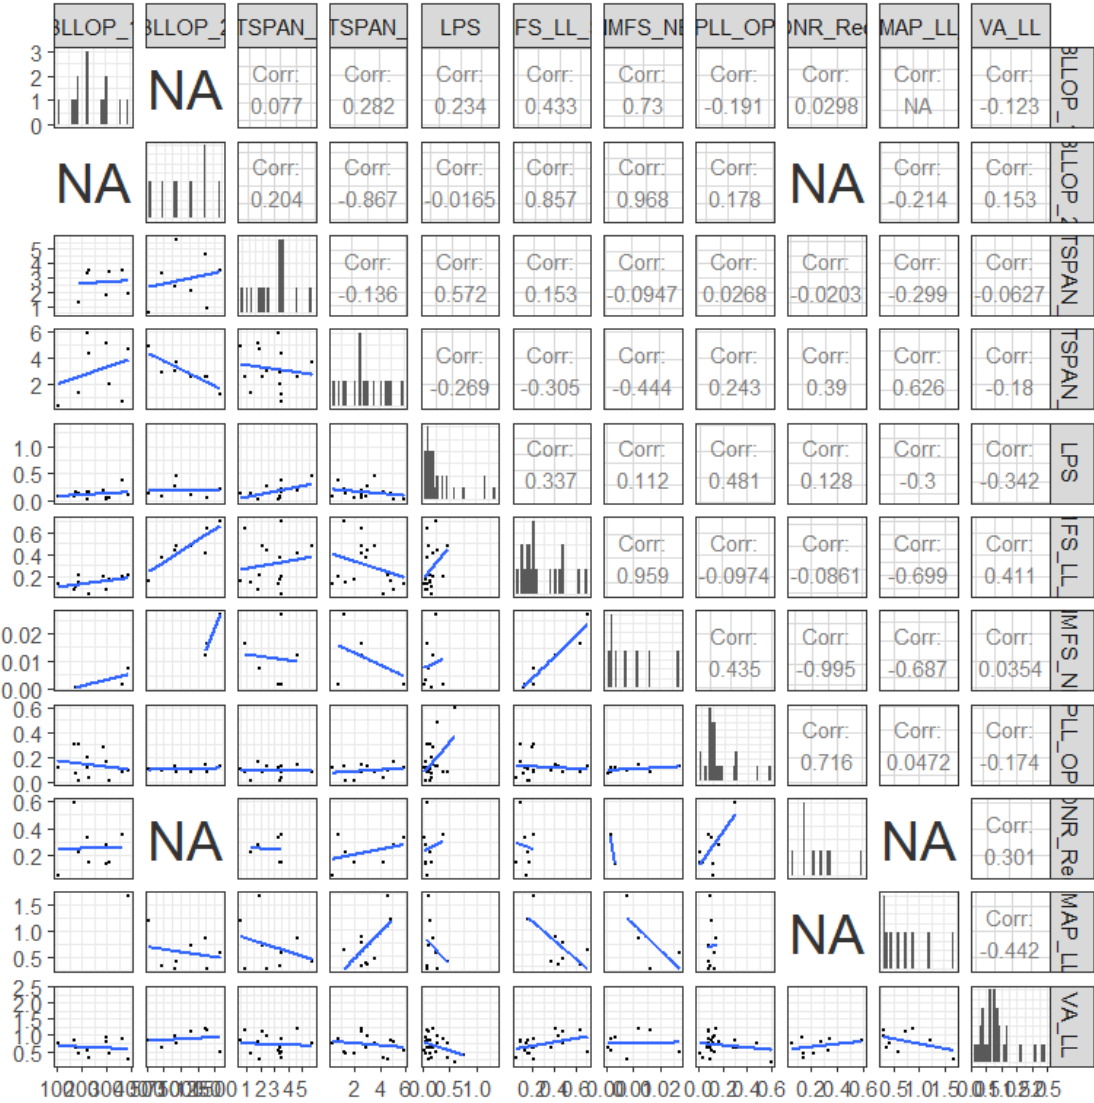 BLLOP_ BLLOP_2 TSPAN_ TSPAN_ LPS FS_LL_ IMFS_NE PLL_OP DNR_Rec MAP_LL VA_LL
3 2 1 0 NA Corr: 0.077 Corr: 0.282 Corr: 0.234 Corr: 0.433 Corr: 0.73 Corr: -0.191 Corr: 0.0298 Corr: NA Corr: -0.123 BLLOP_
NA Corr: 0.204 Corr: -0.867 Corr: -0.0165 Corr: 0.857 Corr: 0.968 Corr: 0.178 NA Corr: -0.214 Corr: 0.153 BLLOP_2
5 4 3 2 1 Corr: -0.136 Corr: 0.572 Corr: 0.153 Corr: -0.0947 Corr: 0.0268 Corr: -0.0203 Corr: -0.299 Corr: -0.0627 TSPAN_
6 4 2 Corr: -0.269 Corr: -0.305 Corr: -0.444 Corr: 0.243 Corr: 0.39 Corr: 0.626 Corr: -0.18 TSPAN_
1.0 0.5 0.0 Corr: 0.337 Corr: 0.112 Corr: 0.481 Corr: 0.128 Corr: -0.3 Corr: -0.342 LPS
0.6 0.4 0.2 Corr: 0.959 Corr: -0.0974 Corr: -0.0861 Corr: -0.699 Corr: 0.411 FS_LL_
0.02 0.01 0.00 Corr: 0.435 Corr: -0.995 Corr: -0.687 Corr: 0.0354 IMFS_N
0.6 0.4 0.2 0.0 Corr: 0.716 Corr: 0.0472 Corr: -0.174 PLL_OP
0.6 0.4 0.2 NA NA Corr: 0.301 DNR_Re
1.5 1.0 0.5 NA Corr: -0.442 MAP_LL
2.5 2.0 1.5 1.0 0.5 VA_LL
1 2 3 4 5 2 4 6 0.0 0.5 1.0 0.2 0.4 0.6 0.00 0.01 0.02 0.0 0.2 0.4 0.6 0.2 0.4 0.6 0.5 1.0 1.5